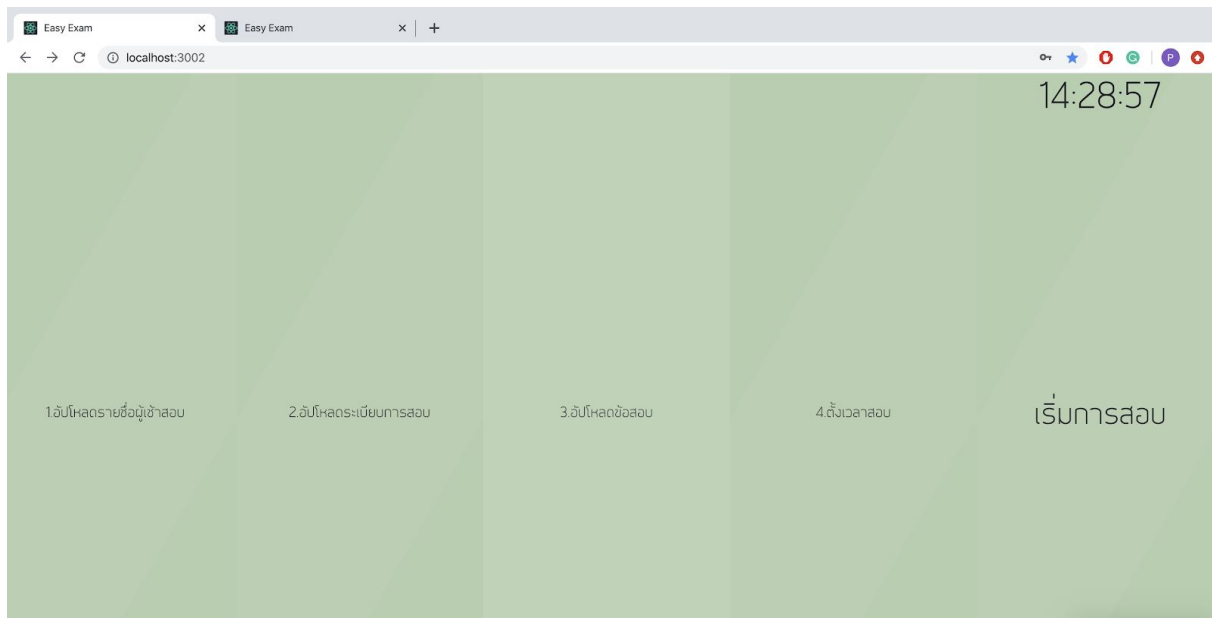 Easy Exam
Easy Exam
localhost:3002
P
14:28:57
1.อัปโหลดรายชื่อผู้เข้าสอบ
2.อัปโหลดระเบียบการสอบ
3.อัปโหลดข้อสอบ
4.ตั้งเวลาสอบ
เริ่มการสอบ